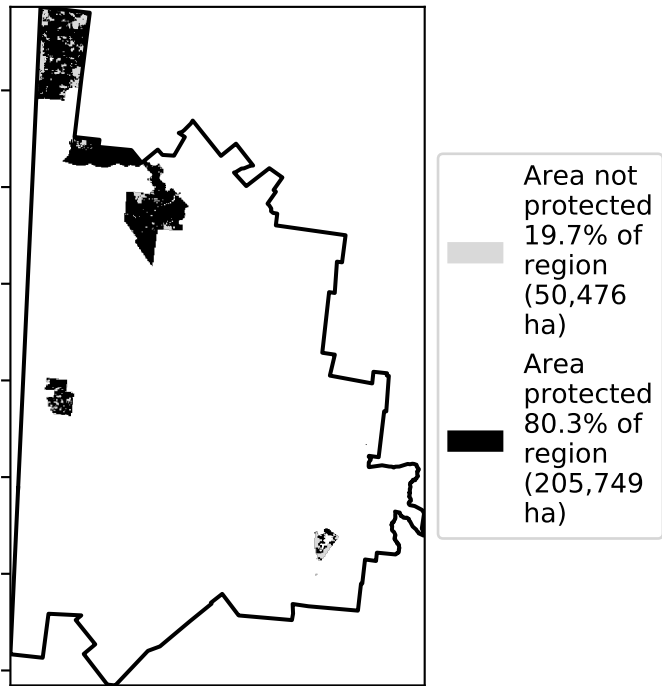 Area not
protected
19.7% of
region
(50,476
ha)
Area
protected
80.3% of
region
(205,749
ha)